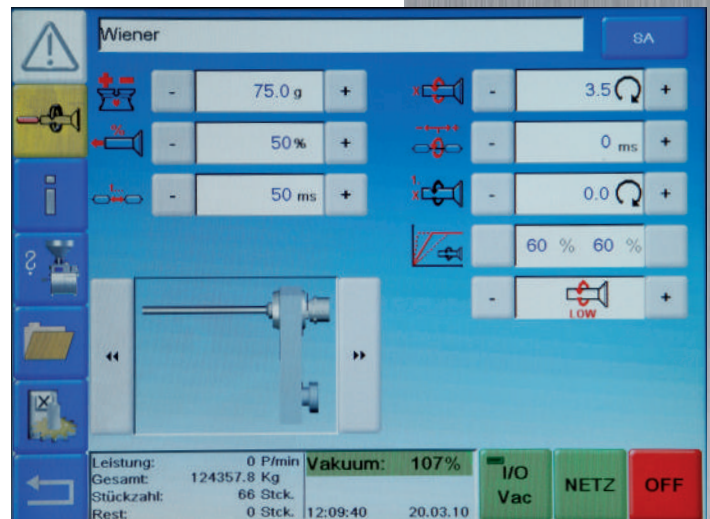 Wiener
SA
- 75.0 g +
x - 3.5 +
% - 50 % +
- 0 ms +
- 50 ms +
1 x - 0.0 +
60 % 60 %
- LOW +
Leistung: 0 P/min
Gesamt: 124357.8 Kg
Stückzahl: 66 Stck.
Rest: 0 Stck.
Vakuum: 107%
12:09:40 20.03.10
I/O
Vac
NETZ
OFF